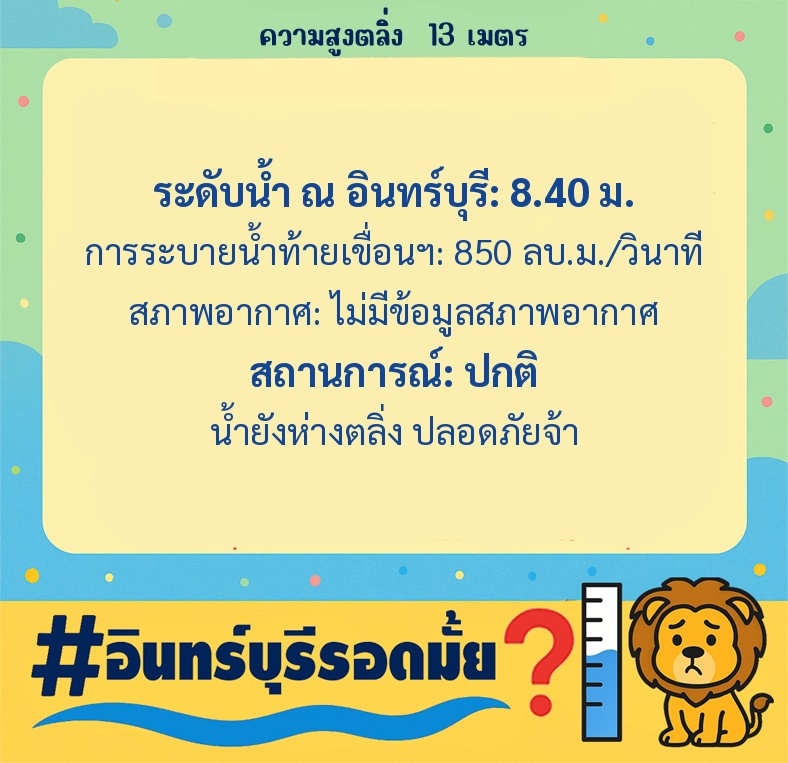 ความสูงตลิ่ง 13 เมตร
ระดับน้ำ ณ อินทร์บุรี: 8.40 ม.
การระบายน้ำท้ายเขื่อนฯ: 850 ลบ.ม./วินาที
สภาพอากาศ: ไม่มีข้อมูลสภาพอากาศ
สถานการณ์: ปกติ
น้ำยังห่างตลิ่ง ปลอดภัยจ้า
#อินทร์บุรีรอดมั้ย?